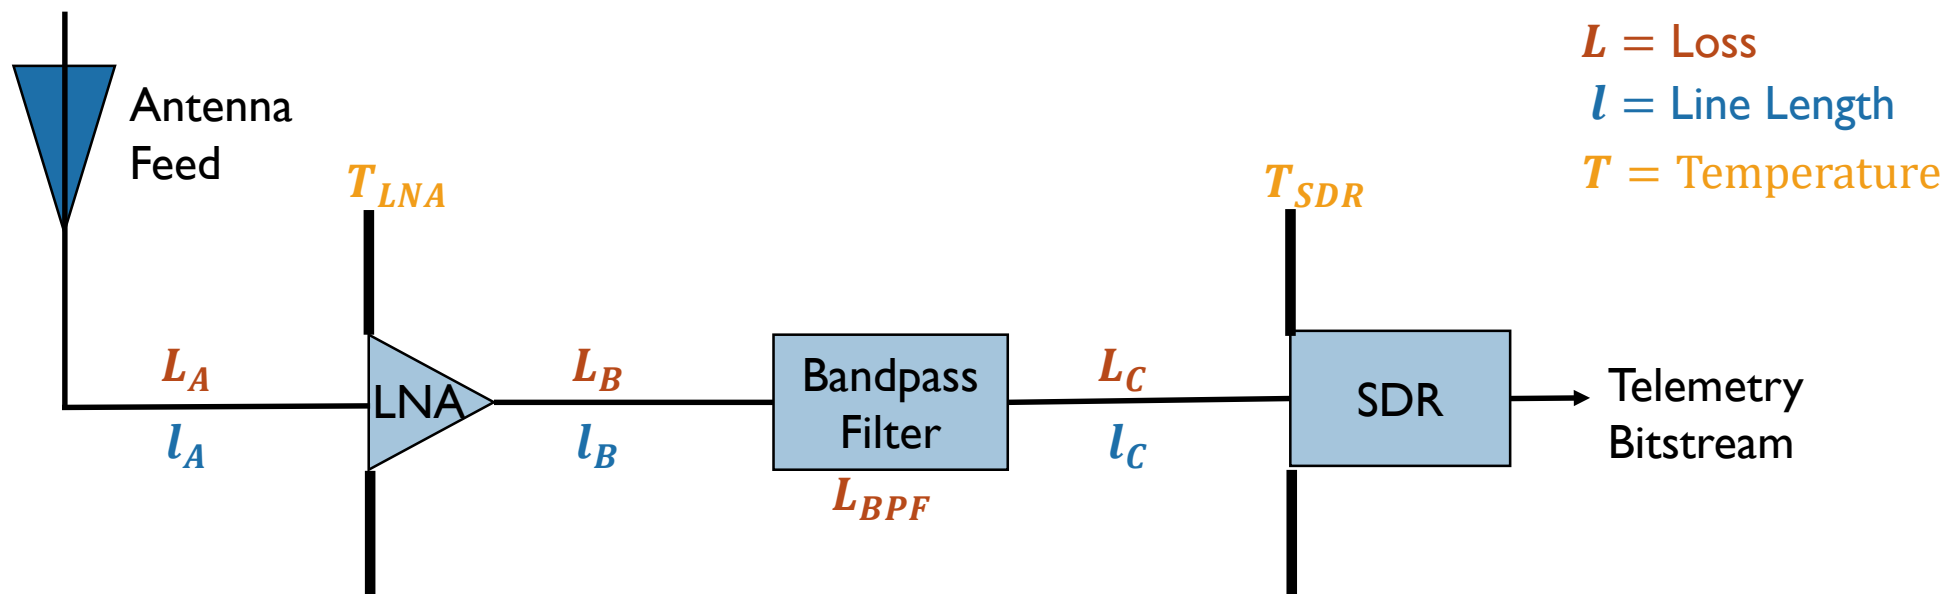 L = Loss
l = Line Length
T = Temperature
Antenna
Feed
T_LNA
T_SDR
L_A
l_A
LNA
L_B
l_B
Bandpass
Filter
L_BPF
L_C
l_C
SDR
Telemetry
Bitstream